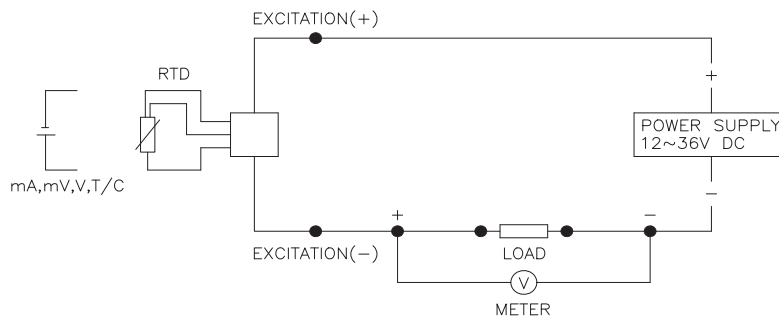 EXCITATION(+)
RTD
+
POWER SUPPLY
12~36V DC
mA,mV,V,T/C
−
+
−
EXCITATION(−)
LOAD
V
METER